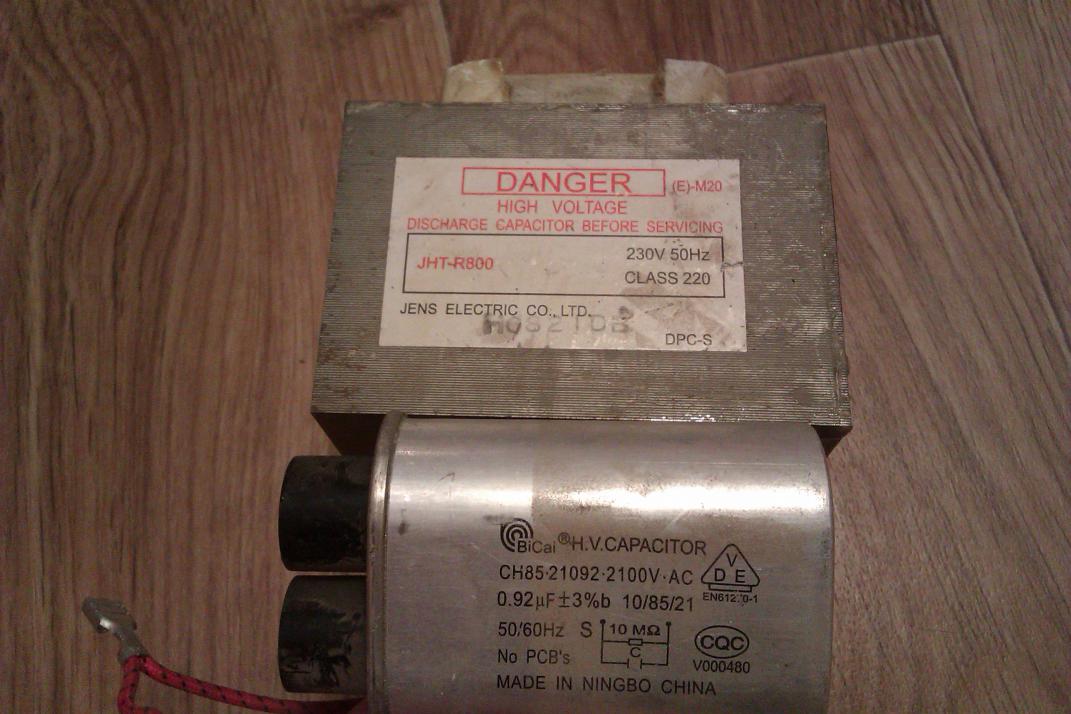 DANGER (E)-M20
HIGH VOLTAGE
DISCHARGE CAPACITOR BEFORE SERVICING
JHT-R800
230V 50Hz
CLASS 220
JENS ELECTRIC CO., LTD.
DPC-S
BiCai ® H.V.CAPACITOR
CH85·21092·2100V·AC
0.92µF±3%b 10/85/21
50/60Hz S 10 MΩ
C
No PCB's
MADE IN NINGBO CHINA
V
D E
CQC
V000480